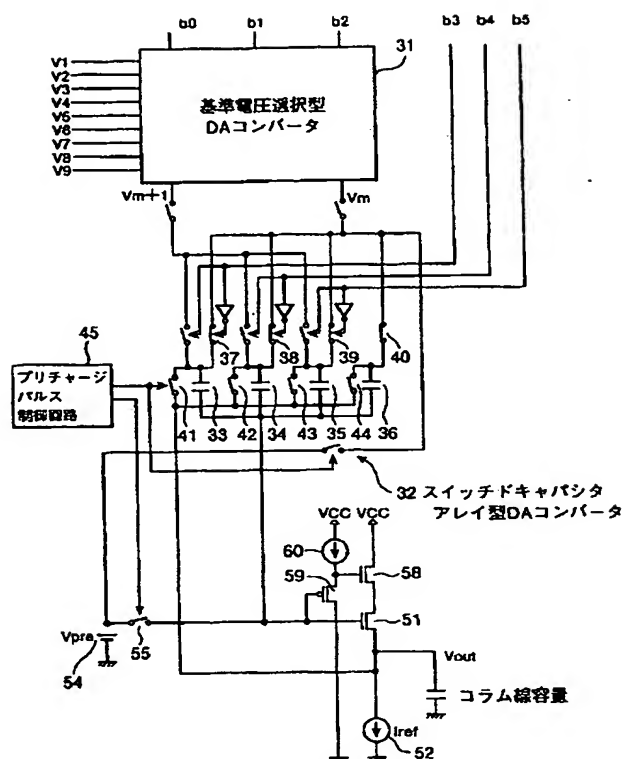 b0
b1
b2
b3
b4
b5
31
V1
V2
V3
V4
V5
V6
V7
V8
V9
基準電圧選択型
DAコンバータ
Vm+1
Vm
45
プリチャージ
パルス
制御回路
37
38
39
40
41
33
42
34
43
35
44
36
32 スイッチドキャパシタ
アレイ型DAコンバータ
VCC
VCC
60
59
58
51
Vpre
54
55
Vout
コラム線容量
Iref
52